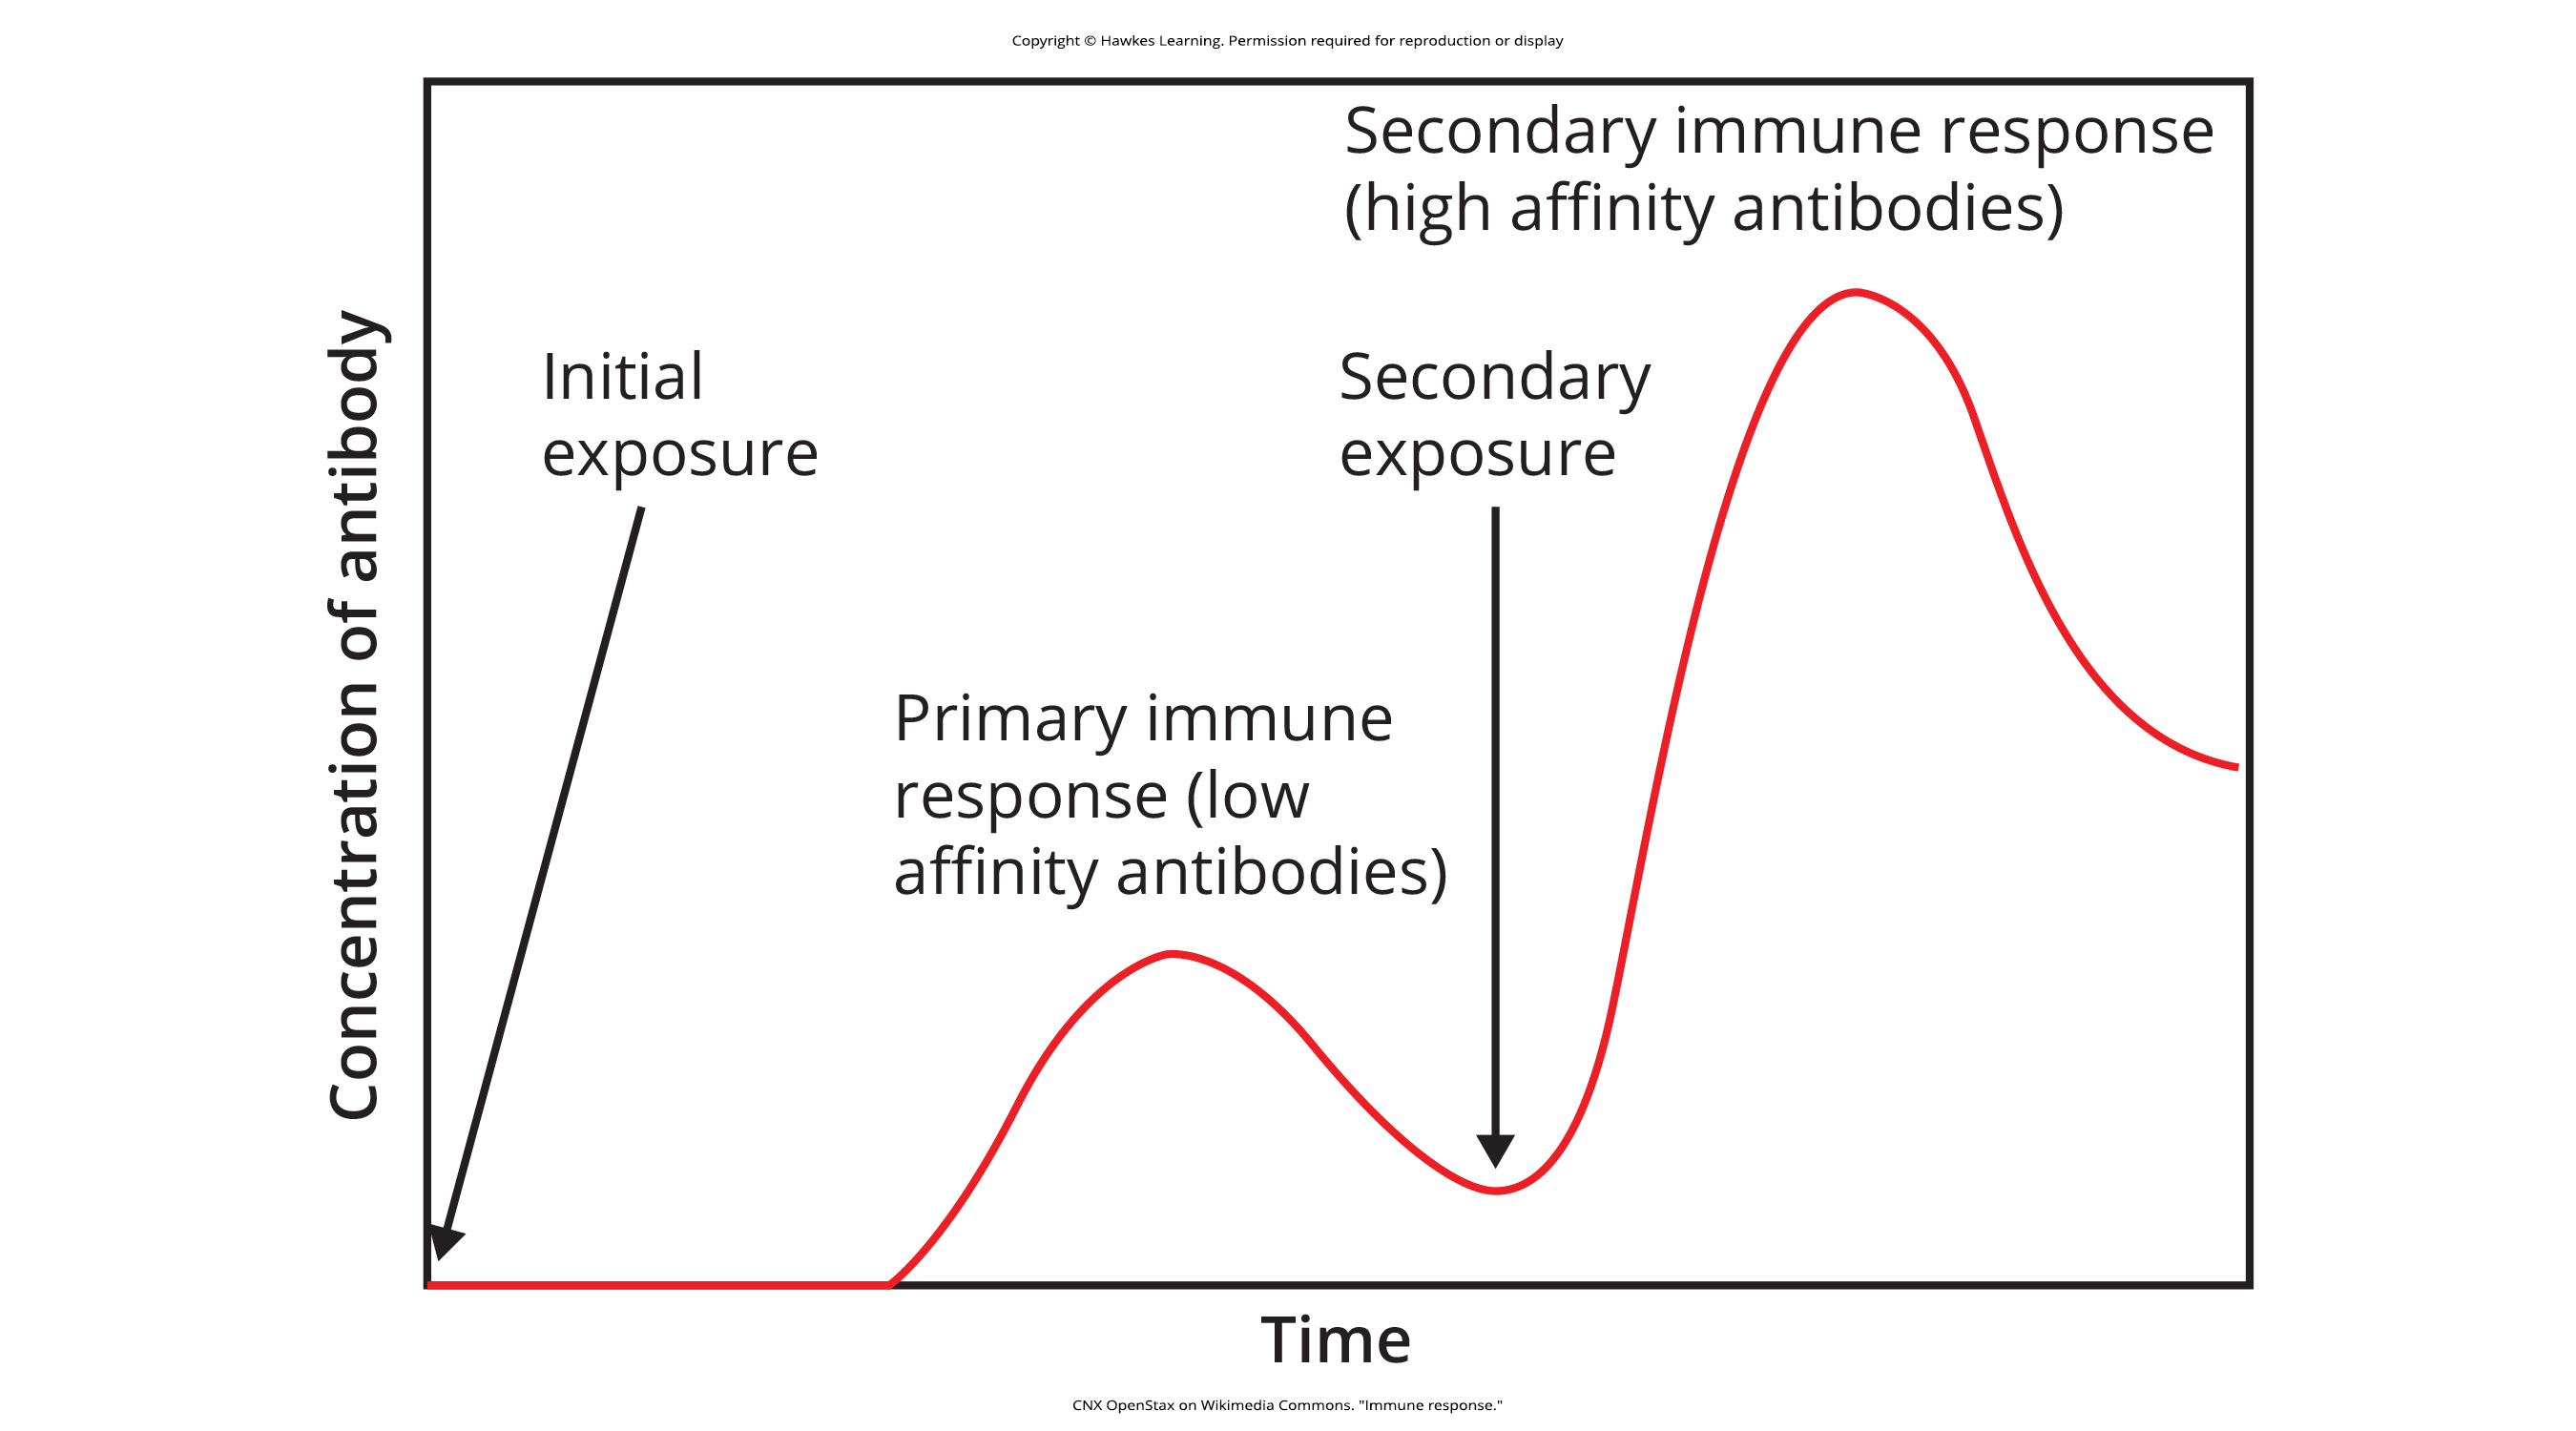 Copyright © Hawkes Learning. Permission required for reproduction or display
Secondary immune response
(high affinity antibodies)
Initial
exposure
Secondary
exposure
Primary immune
response (low
affinity antibodies)
Concentration of antibody
Time
CNX OpenStax on Wikimedia Commons. "Immune response."